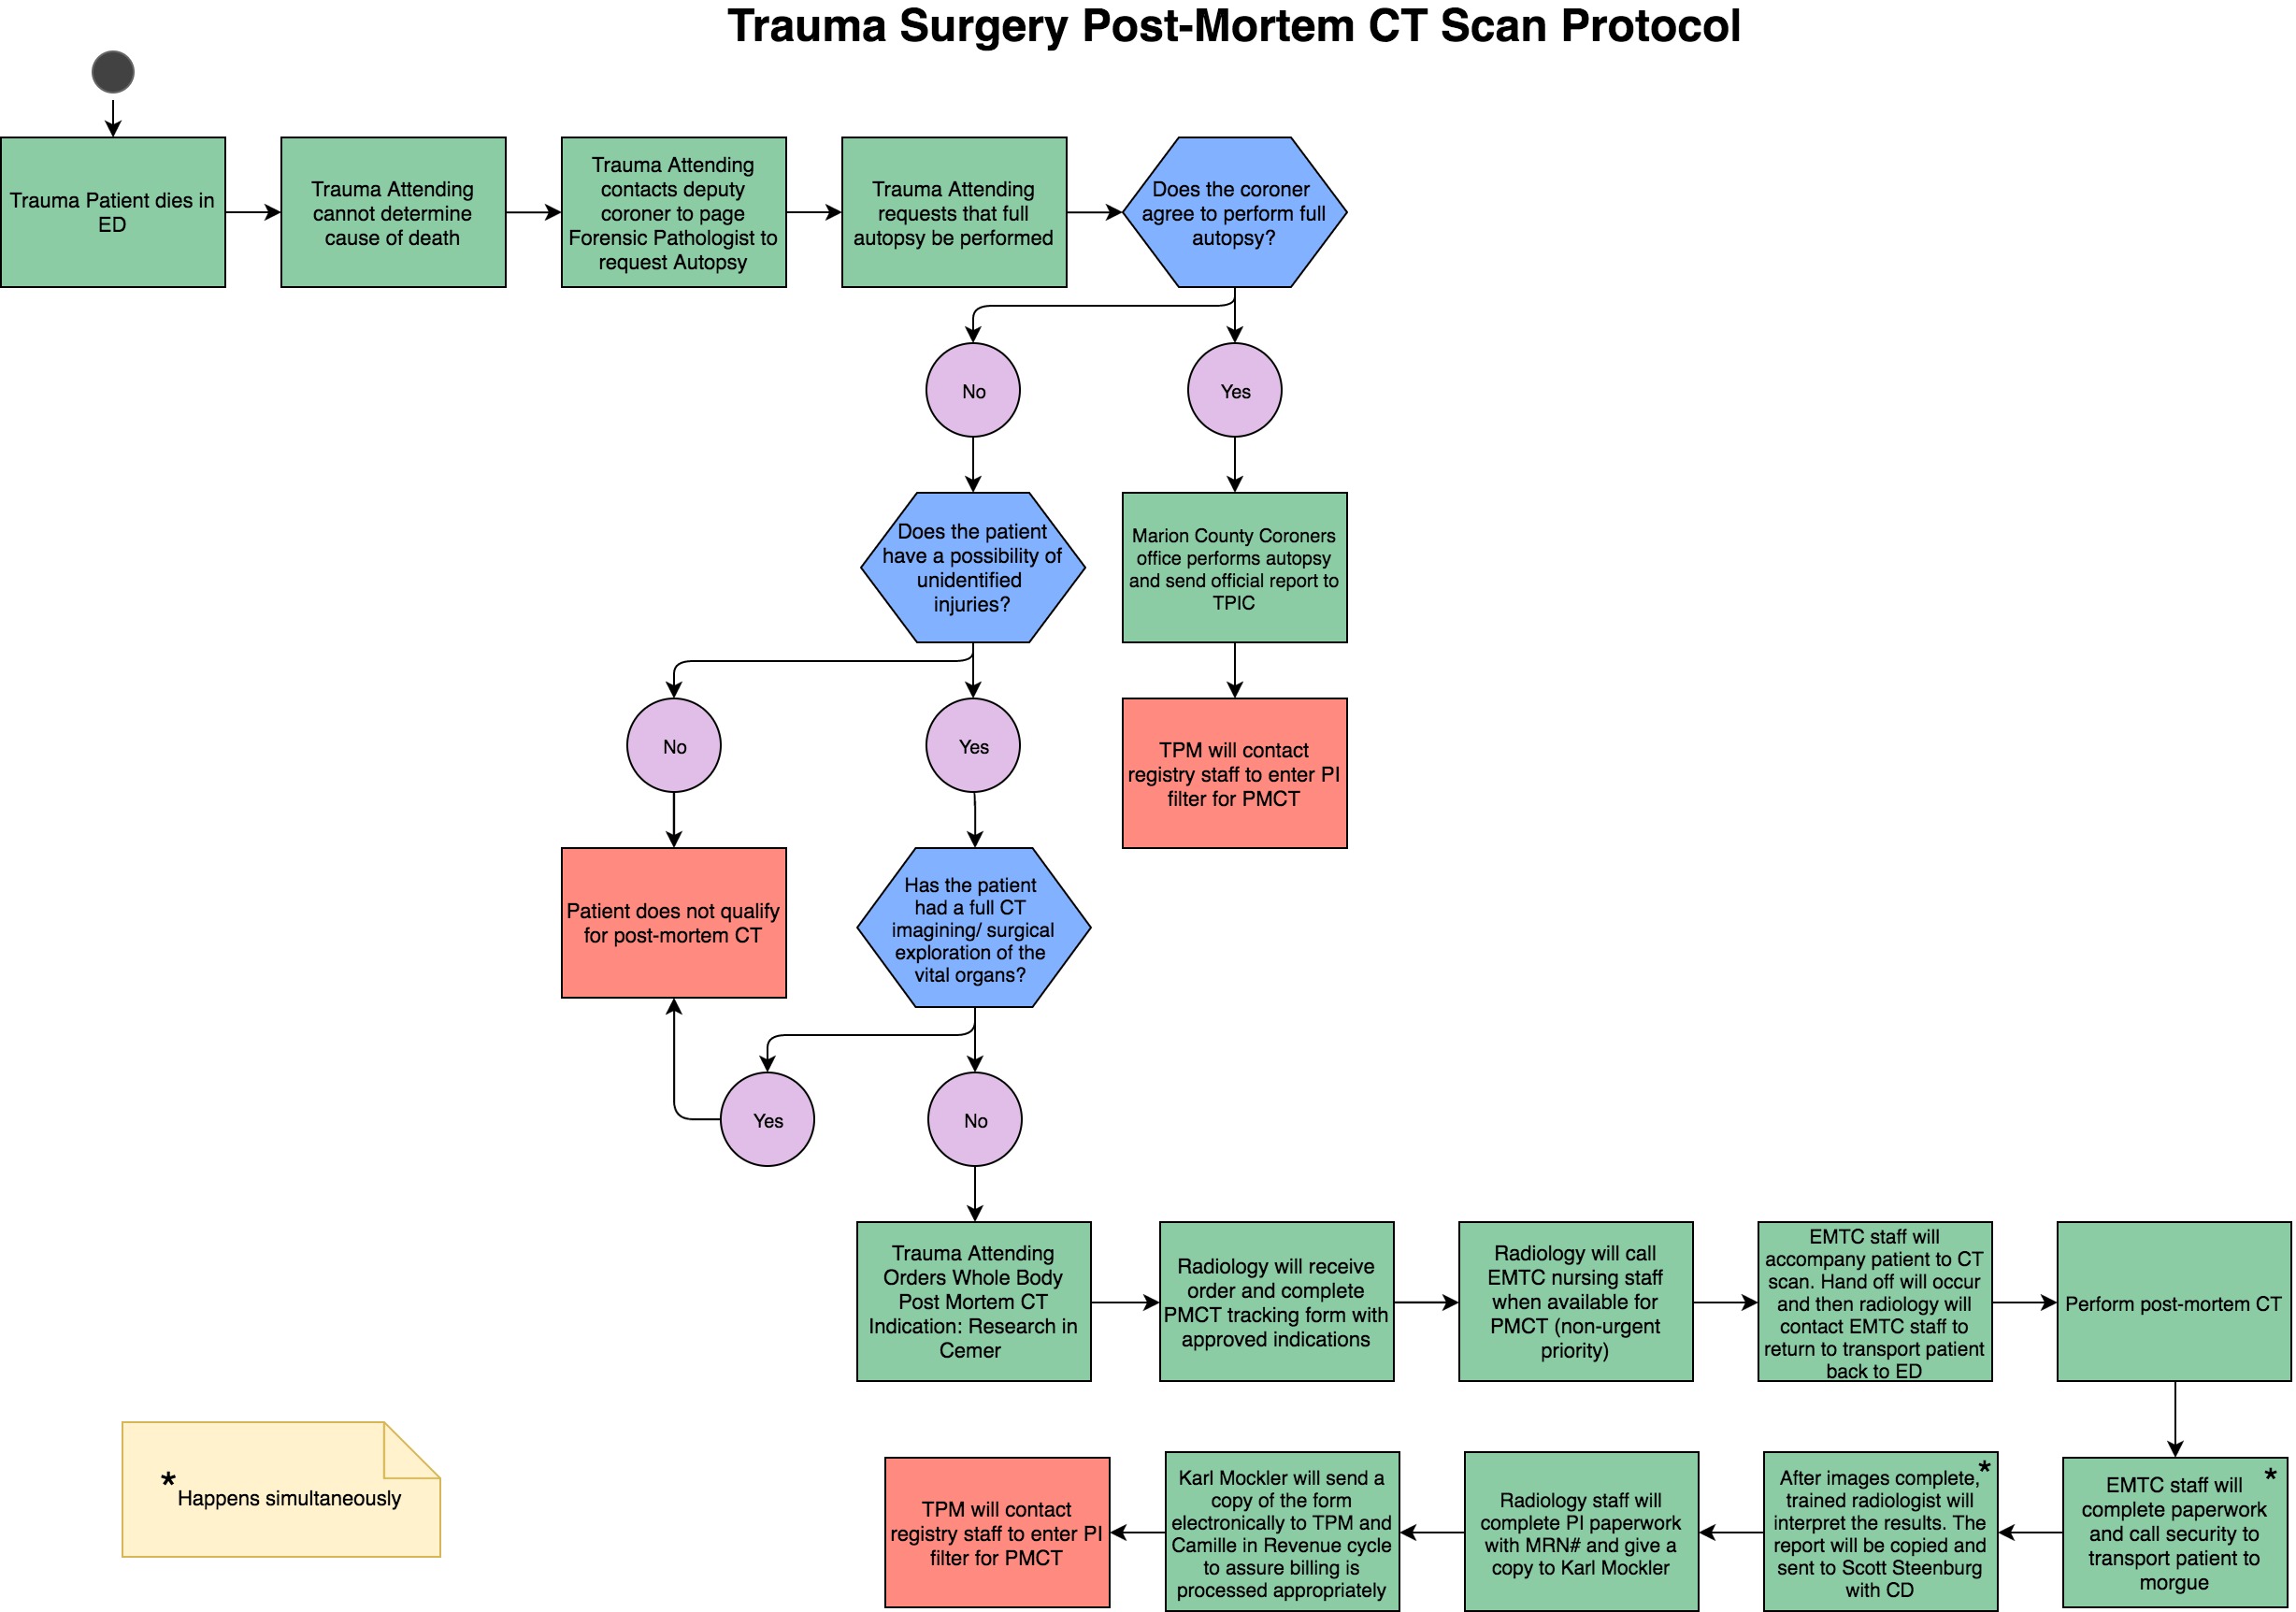 Trauma Surgery Post-Mortem CT Scan Protocol
Trauma Patient dies in
ED
Trauma Attending
cannot determine
cause of death
Trauma Attending
contacts deputy
coroner to page
Forensic Pathologist to
request Autopsy
Trauma Attending
requests that full
autopsy be performed
Does the coroner
agree to perform full
autopsy?
No
Yes
Does the patient
have a possibility of
unidentified
injuries?
Marion County Coroners
office performs autopsy
and send official report to
TPIC
No
Yes
TPM will contact
registry staff to enter PI
filter for PMCT
Patient does not qualify
for post-mortem CT
Has the patient
had a full CT
imagining/ surgical
exploration of the
vital organs?
Yes
No
Trauma Attending
Orders Whole Body
Post Mortem CT
Indication: Research in
Cerner
Radiology will receive
order and complete
PMCT tracking form with
approved indications
Radiology will call
EMTC nursing staff
when available for
PMCT (non-urgent
priority)
EMTC staff will
accompany patient to CT
scan. Hand off will occur
and then radiology will
contact EMTC staff to
return to transport patient
back to ED
Perform post-mortem CT
EMTC staff will *
complete paperwork
and call security to
transport patient to
morgue
After images complete, *
trained radiologist will
interpret the results. The
report will be copied and
sent to Scott Steenburg
with CD
Radiology staff will
complete PI paperwork
with MRN# and give a
copy to Karl Mockler
Karl Mockler will send a
copy of the form
electronically to TPM and
Camille in Revenue cycle
to assure billing is
processed appropriately
TPM will contact
registry staff to enter PI
filter for PMCT
* Happens simultaneously